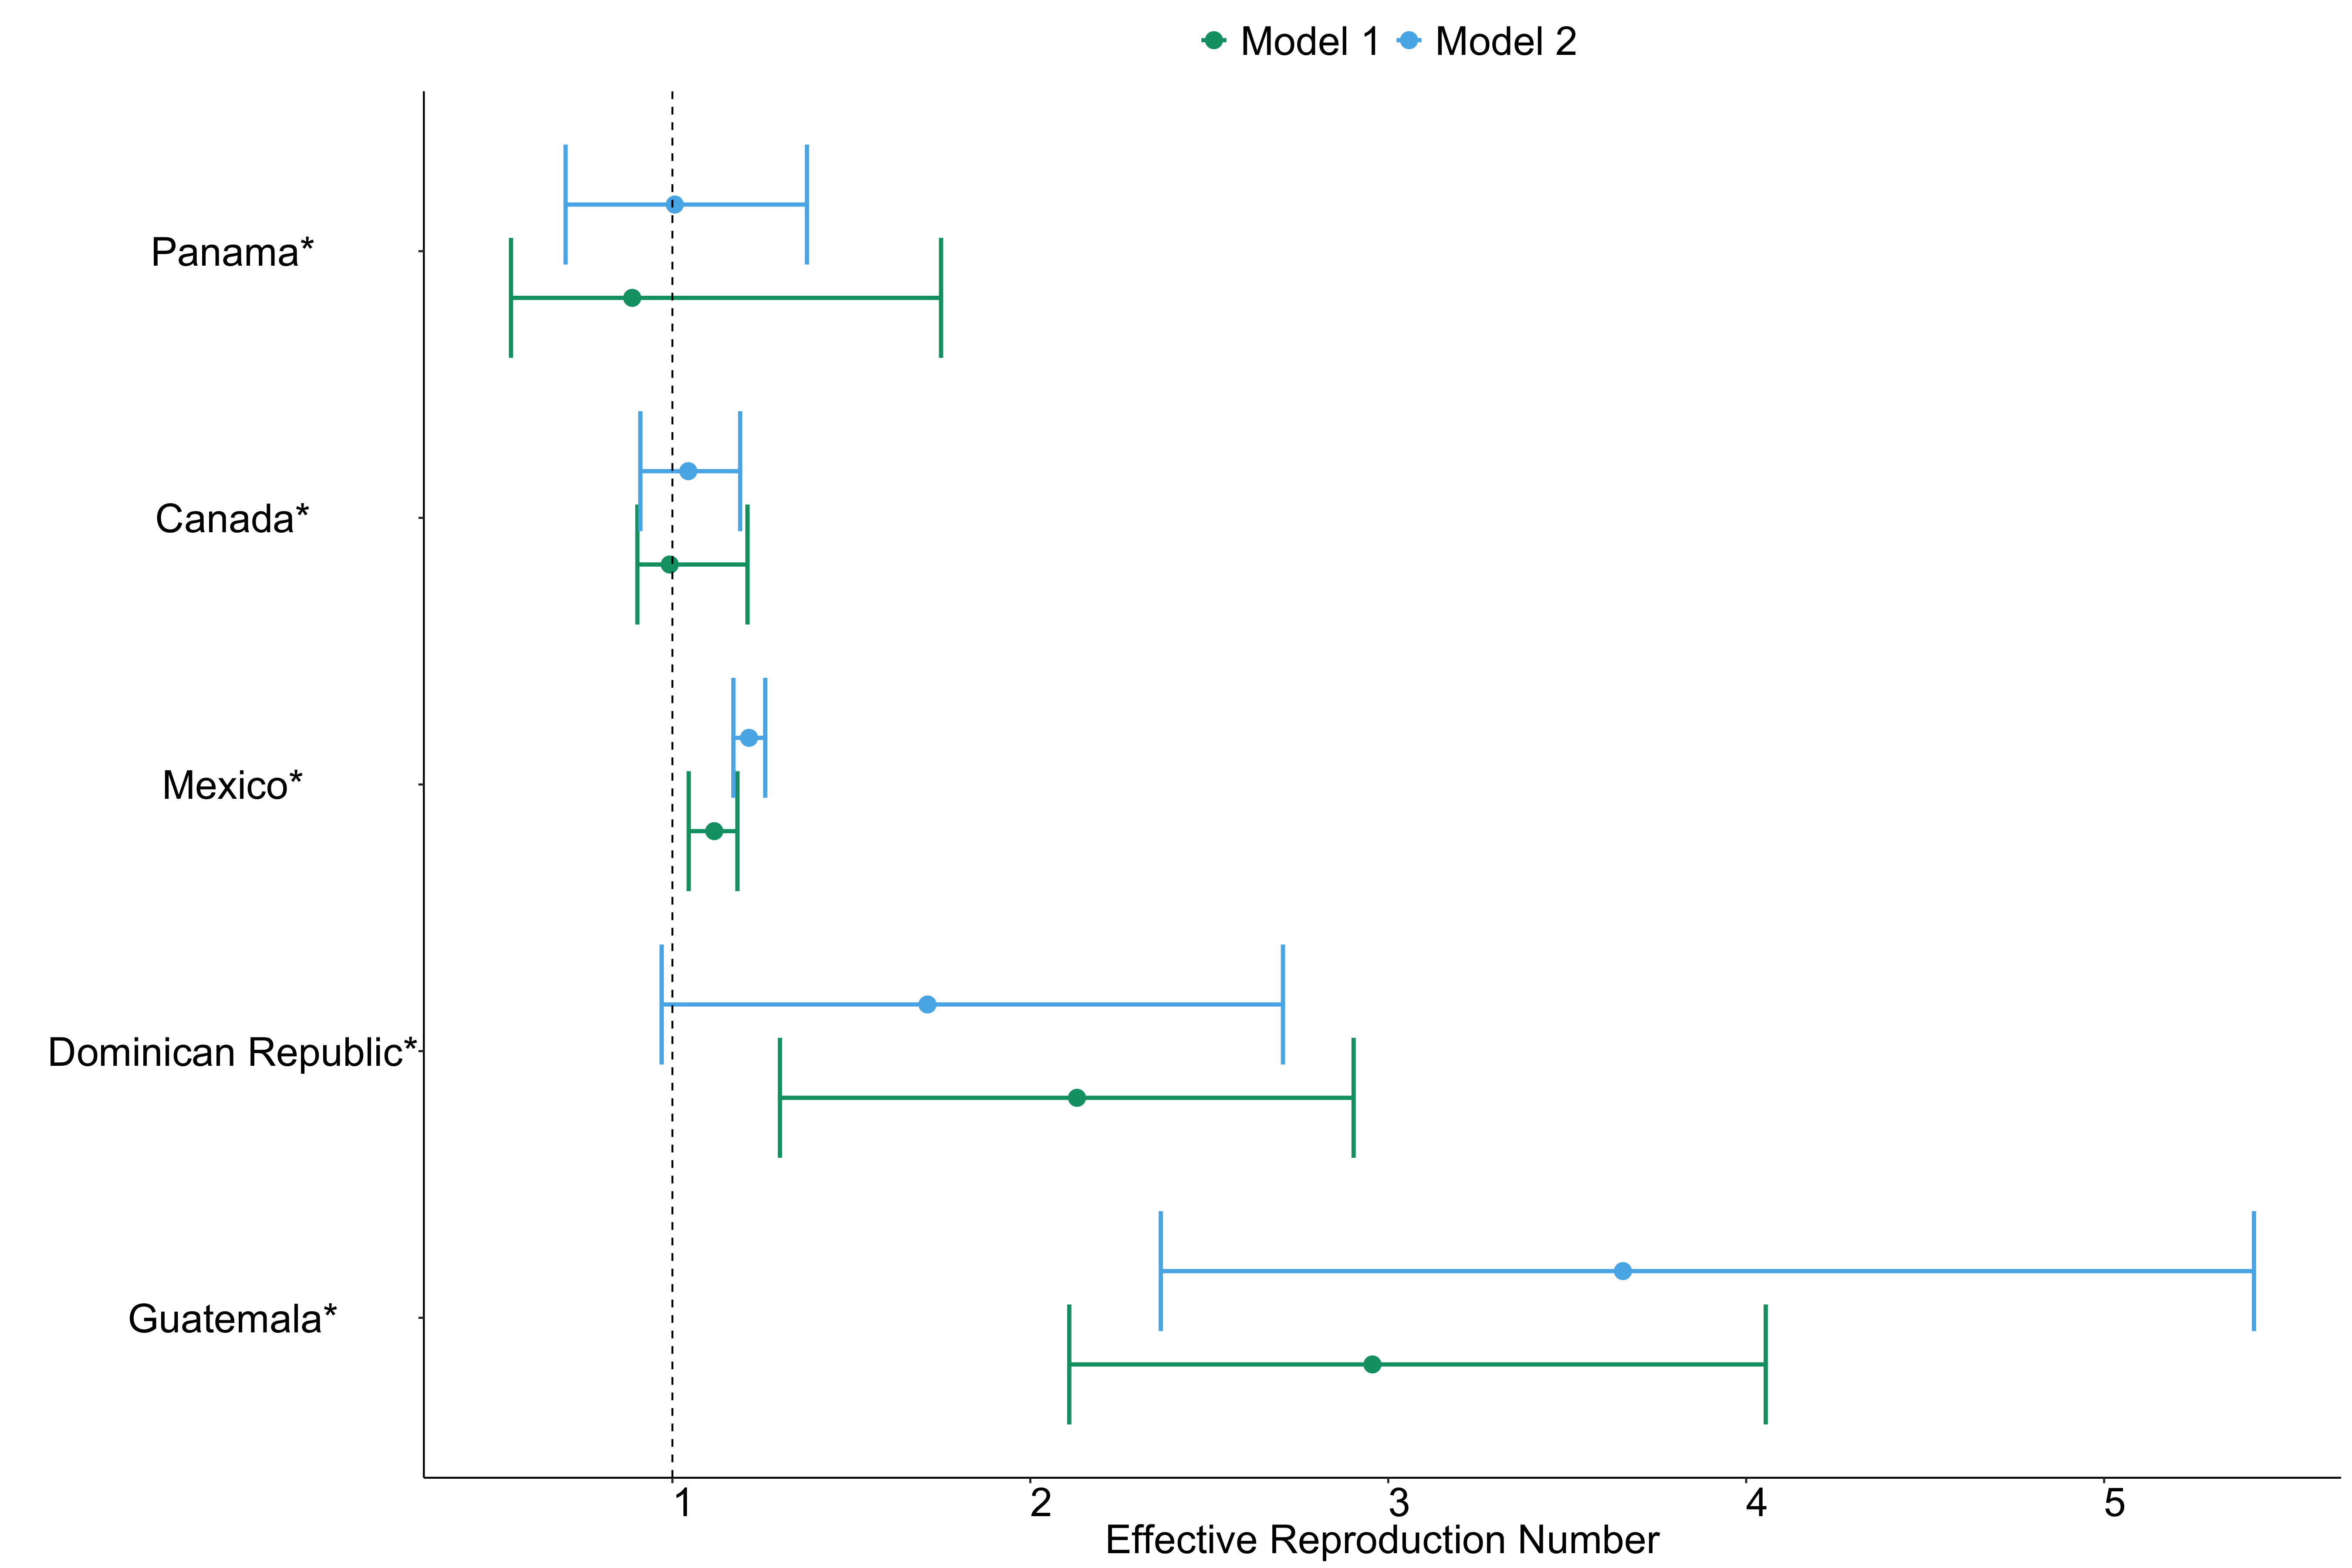 Model 1 Model 2
Panama*
Canada*
Mexico*
Dominican Republic*
Guatemala*
1 2 3 4 5
Effective Reproduction Number